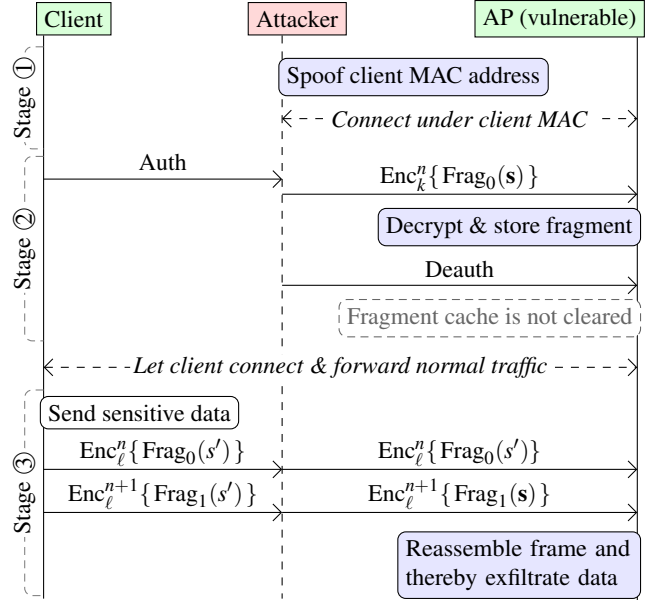 Client
Attacker
AP (vulnerable)
Stage ①
Spoof client MAC address
Connect under client MAC
Stage ②
Auth
Enc^n_k{Frag_0(s)}
Decrypt & store fragment
Deauth
Fragment cache is not cleared
Let client connect & forward normal traffic
Stage ③
Send sensitive data
Enc^n_ℓ{Frag_0(s′)}
Enc^n_ℓ{Frag_0(s′)}
Enc^{n+1}_ℓ{Frag_1(s′)}
Enc^{n+1}_ℓ{Frag_1(s)}
Reassemble frame and
thereby exfiltrate data